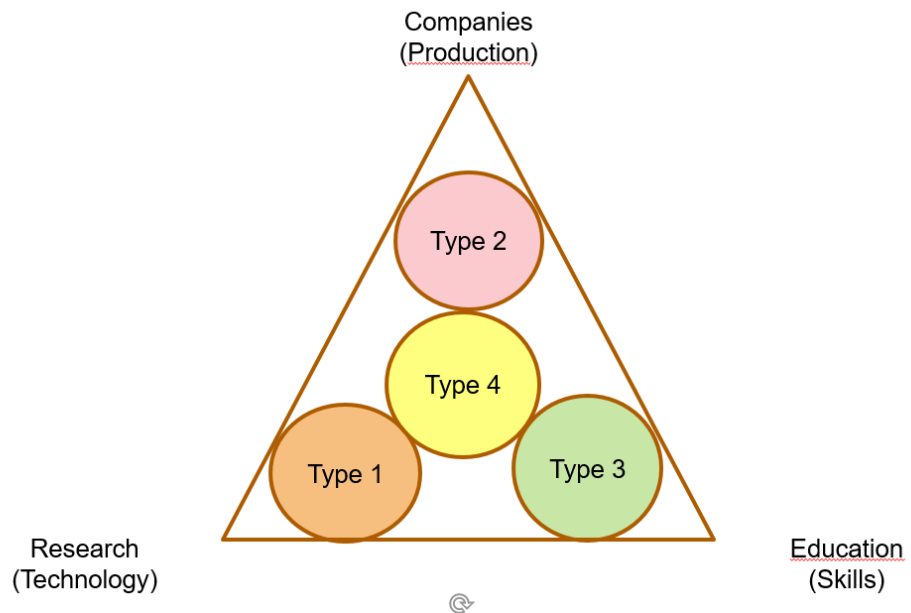 Companies
(Production)
Type 2
Type 4
Type 1
Type 3
Research
(Technology)
Education
(Skills)